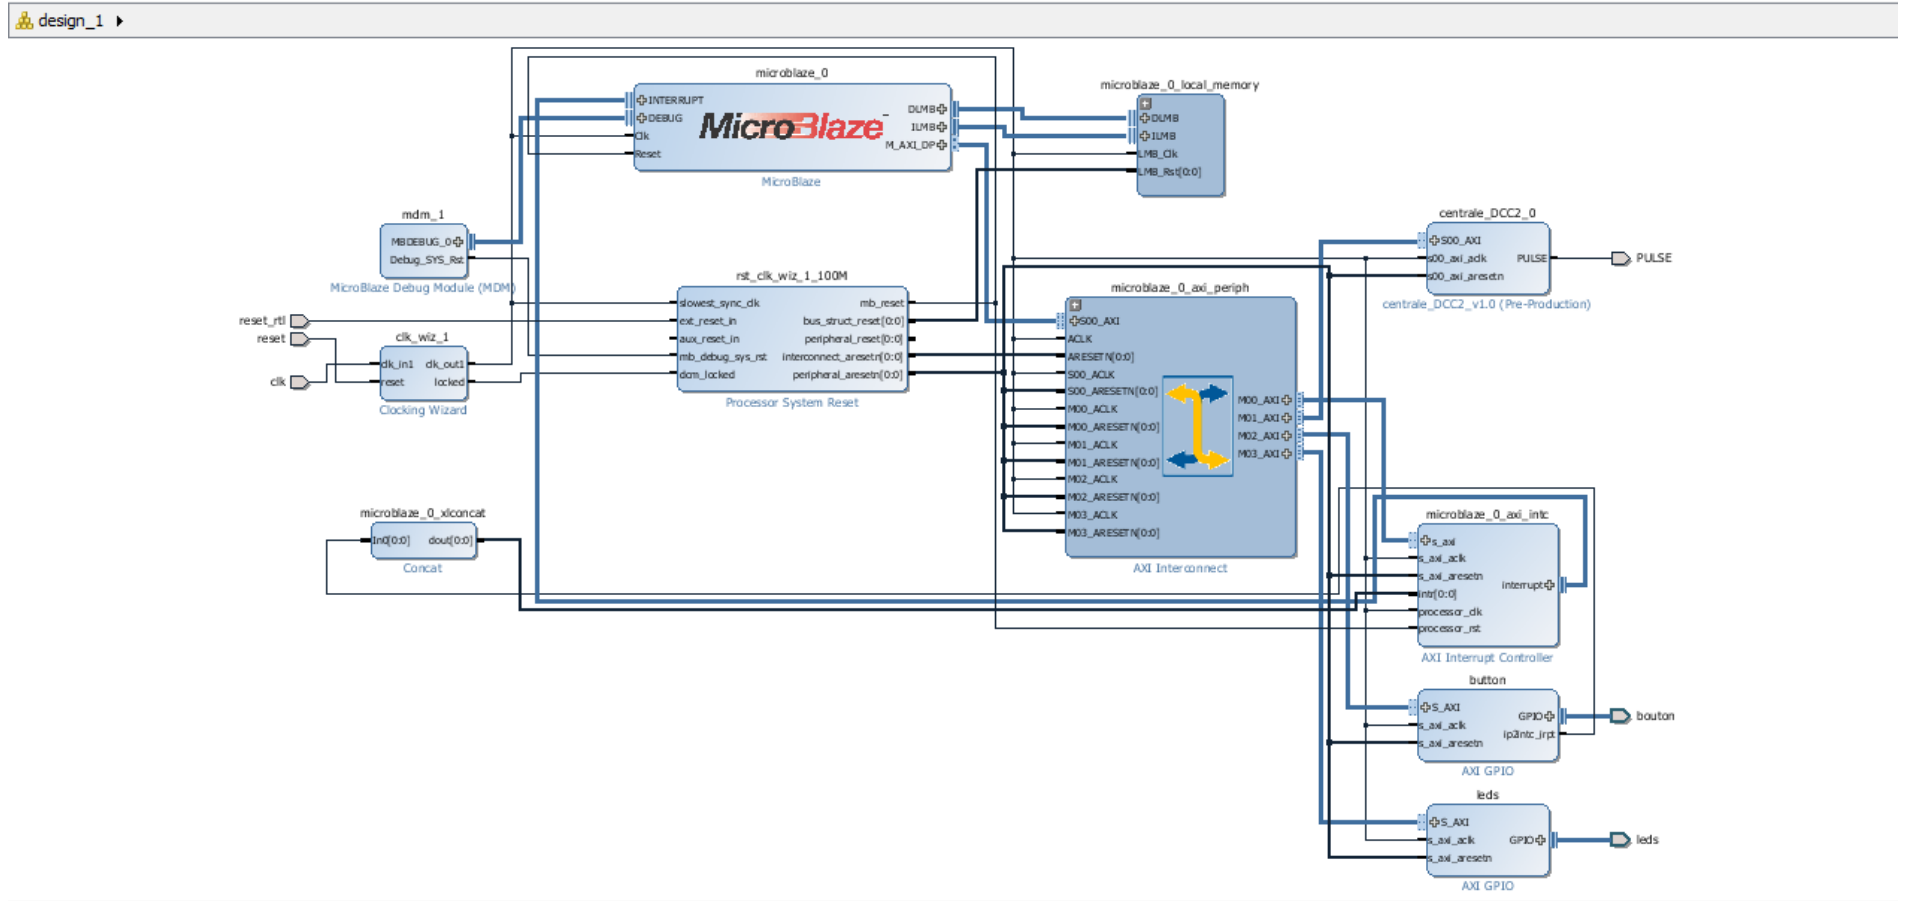 design_1
microblaze_0
INTERRUPT
DEBUG
Clk
Reset
MicroBlaze
DLMB
ILMB
M_AXI_DP
MicroBlaze
microblaze_0_local_memory
DLMB
ILMB
LMB_Clk
LMB_Rst[0:0]
mdm_1
MBDEBUG_0
Debug_SYS_Rst
MicroBlaze Debug Module (MDM)
centrale_DCC2_0
S00_AXI
s00_axi_aclk
s00_axi_aresetn
PULSE
centrale_DCC2_v1.0 (Pre-Production)
PULSE
rst_clk_wiz_1_100M
slowest_sync_clk
ext_reset_in
aux_reset_in
mb_debug_sys_rst
dcm_locked
mb_reset
bus_struct_reset[0:0]
peripheral_reset[0:0]
interconnect_aresetn[0:0]
peripheral_aresetn[0:0]
Processor System Reset
reset_rtl
reset
clk
clk_wiz_1
clk_in1
reset
clk_out1
locked
Clocking Wizard
microblaze_0_axi_periph
S00_AXI
ACLK
ARESETN[0:0]
S00_ACLK
S00_ARESETN[0:0]
M00_ACLK
M00_ARESETN[0:0]
M01_ACLK
M01_ARESETN[0:0]
M02_ACLK
M02_ARESETN[0:0]
M03_ACLK
M03_ARESETN[0:0]
M00_AXI
M01_AXI
M02_AXI
M03_AXI
AXI Interconnect
microblaze_0_xlconcat
In0[0:0]
dout[0:0]
Concat
microblaze_0_axi_intc
s_axi
s_axi_aclk
s_axi_aresetn
intr[0:0]
processor_clk
processor_rst
interrupt
AXI Interrupt Controller
button
S_AXI
s_axi_aclk
s_axi_aresetn
GPIO
ip2intc_irpt
AXI GPIO
bouton
leds
S_AXI
s_axi_aclk
s_axi_aresetn
GPIO
AXI GPIO
leds